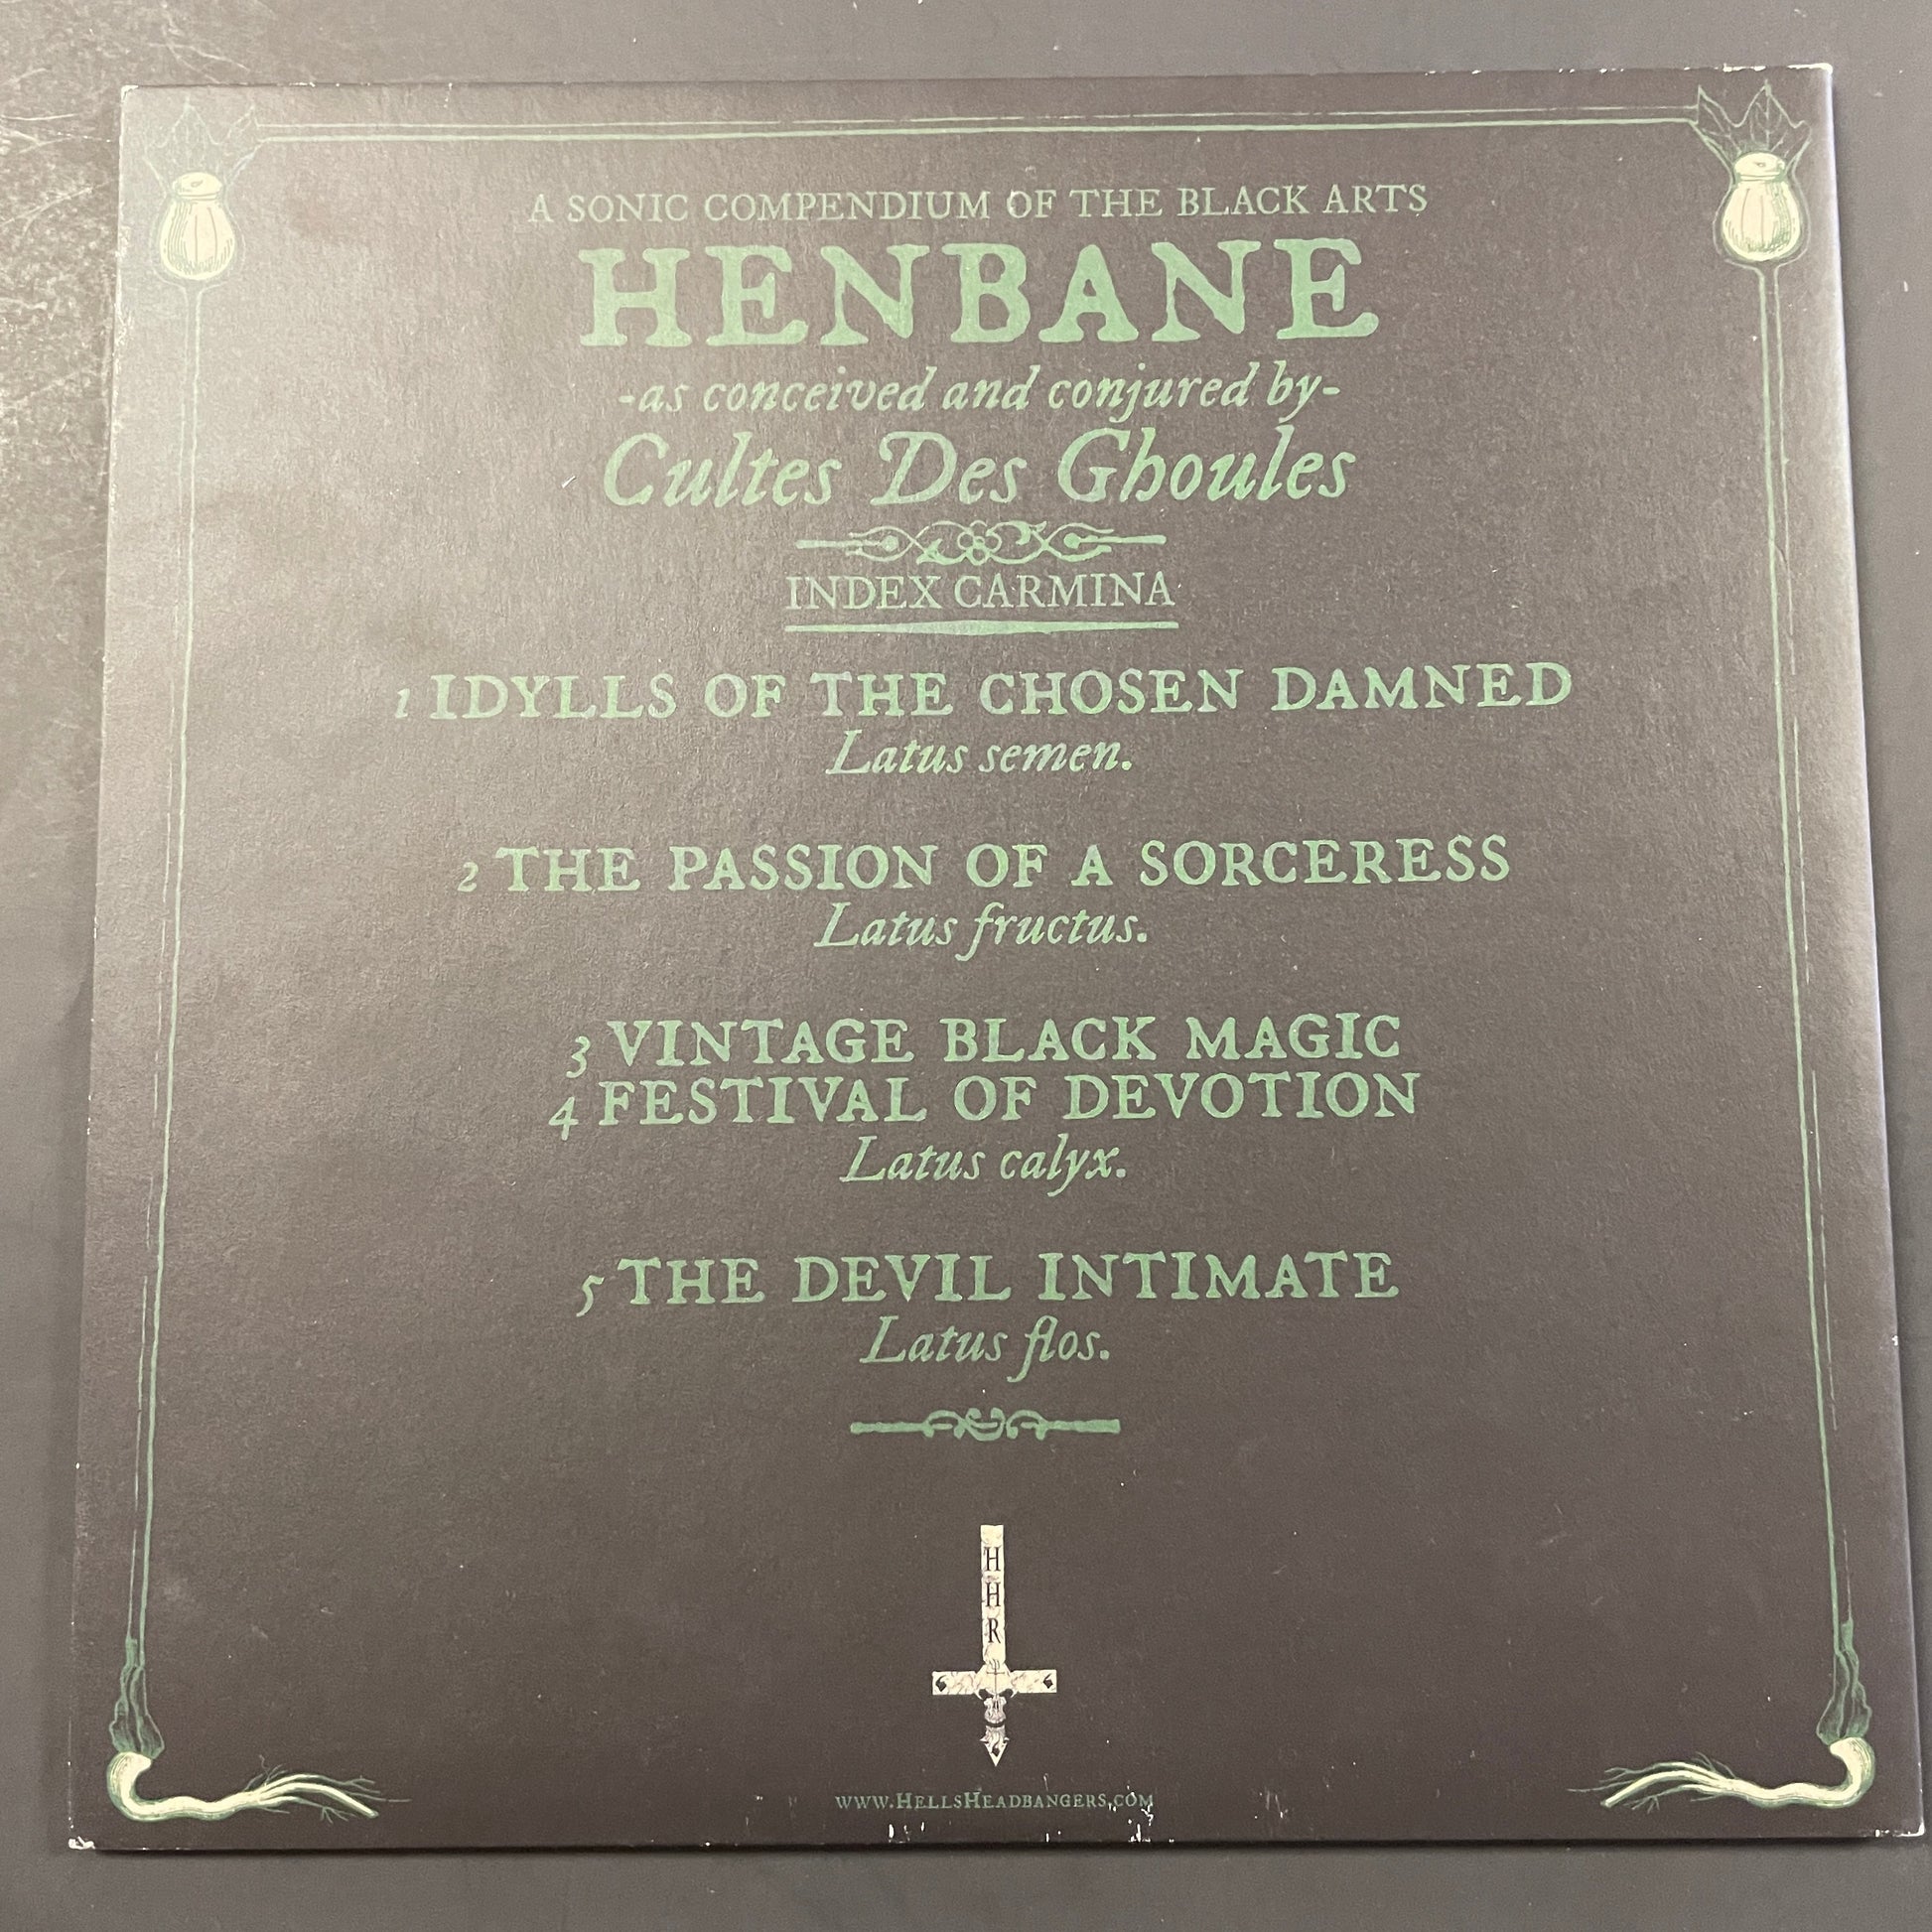 A SONIC COMPENDIUM OF THE BLACK ARTS
HENBANE
-as conceived and conjured by-
Cultes Des Ghoules
INDEX CARMINA
1 IDYLLS OF THE CHOSEN DAMNED
Latus semen.
2 THE PASSION OF A SORCERESS
Latus fructus.
3 VINTAGE BLACK MAGIC
4 FESTIVAL OF DEVOTION
Latus calyx.
5 THE DEVIL INTIMATE
Latus flos.
H
H
R
WWW.HELLSHEADBANGERS.COM